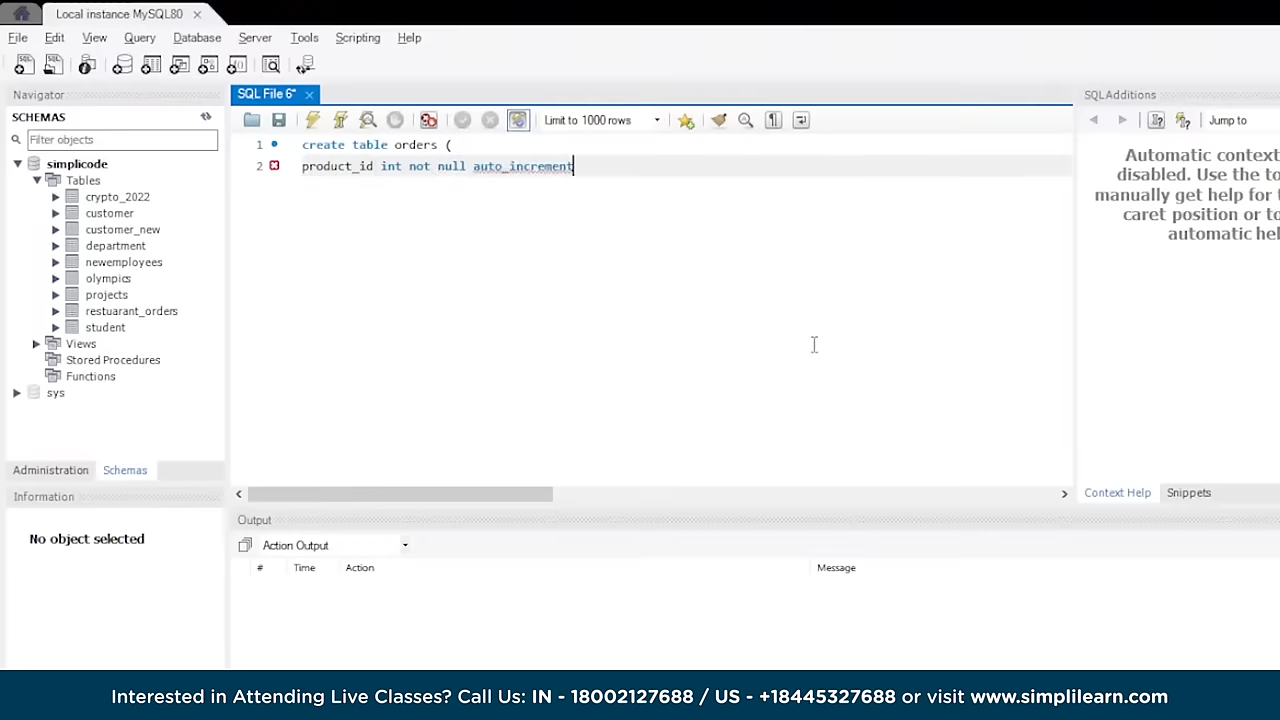 Local instance MySQL80
File Edit View Query Database Server Tools Scripting Help
Navigator
SCHEMAS
Filter objects
simplicode
Tables
crypto_2022
customer
customer_new
department
newemployees
olympics
projects
restuarant_orders
student
Views
Stored Procedures
Functions
sys
Administration Schemas
Information
No object selected
SQL File 6*
Limit to 1000 rows
1 create table orders (
2 product_id int not null auto_increment
SQLAdditions
Jump to
Automatic context
disabled. Use the to
manually get help for t
caret position or to
automatic hel
Context Help Snippets
Output
Action Output
# Time Action Message
Interested in Attending Live Classes? Call Us: IN - 18002127688 / US - +18445327688 or visit www.simplilearn.com